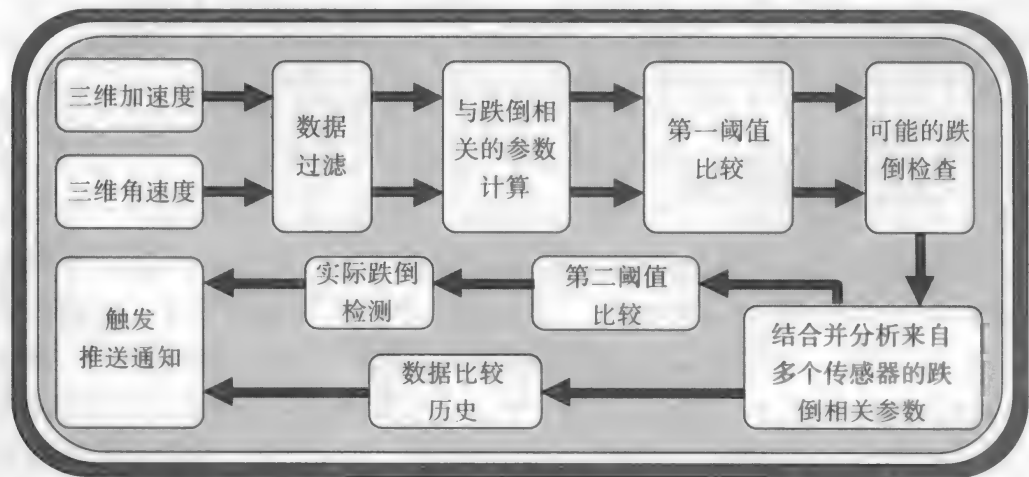 三维加速度
三维角速度
数据
过滤
与跌倒相
关的参数
计算
第一阈值
比较
可能的跌
倒检查
结合并分析来自
多个传感器的跌
倒相关参数
第二阈值
比较
实际跌倒
检测
数据比较
历史
触发
推送通知